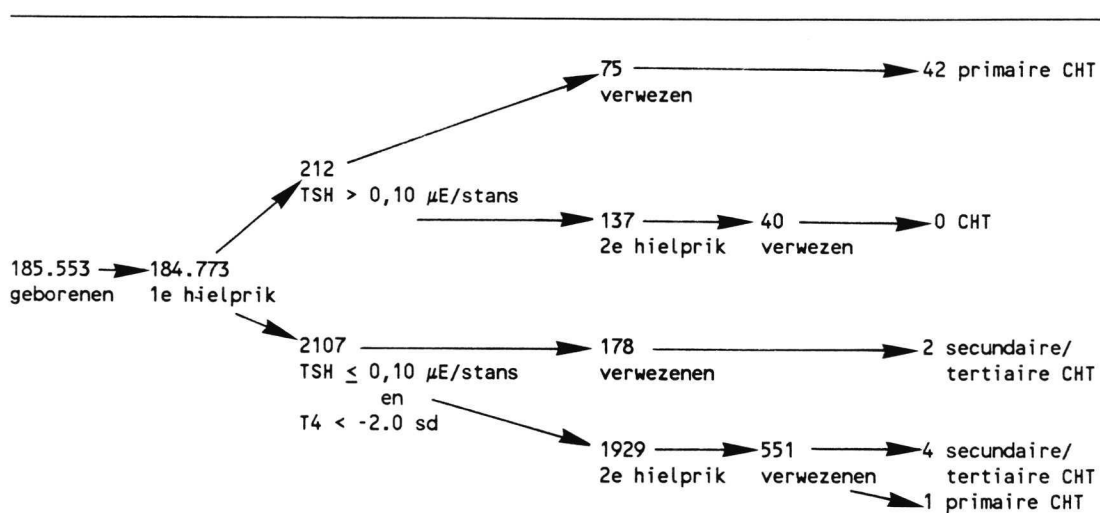 75
verwezen
42 primaire CHT
212
TSH > 0,10 µE/stans
137
2e hielprik
40
verwezen
0 CHT
185.553
geborenen
184.773
1e hielprik
2107
TSH ≤ 0,10 µE/stans
en
T4 < -2.0 sd
178
verwezenen
2 secundaire/
tertiaire CHT
1929
2e hielprik
551
verwezenen
4 secundaire/
tertiaire CHT
1 primaire CHT